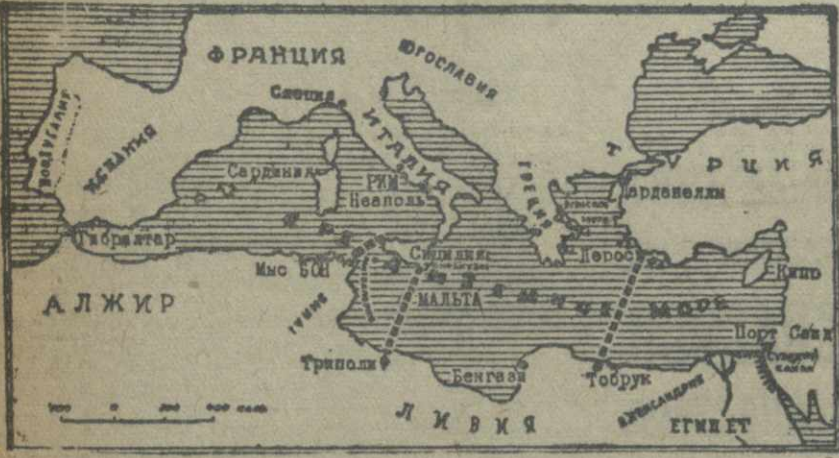 ФРАНЦИЯ
ЮГОСЛАВИЯ
Специя
ПОРТУГАЛИЯ
ИСПАНИЯ
ИТАЛИЯ
ГРЕЦИЯ
ТУРЦИЯ
Сардиния
РИМ
Неаполь
Дарданеллы
Гибралтар
Сицилия
Лерос
Кипр
Мыс БОН
АЛЖИР
МАЛЬТА
МОРЕ
Порт Саид
Триполи
Бенгази
Тобрук
Александрия
ЛИВИЯ
ЕГИПЕТ